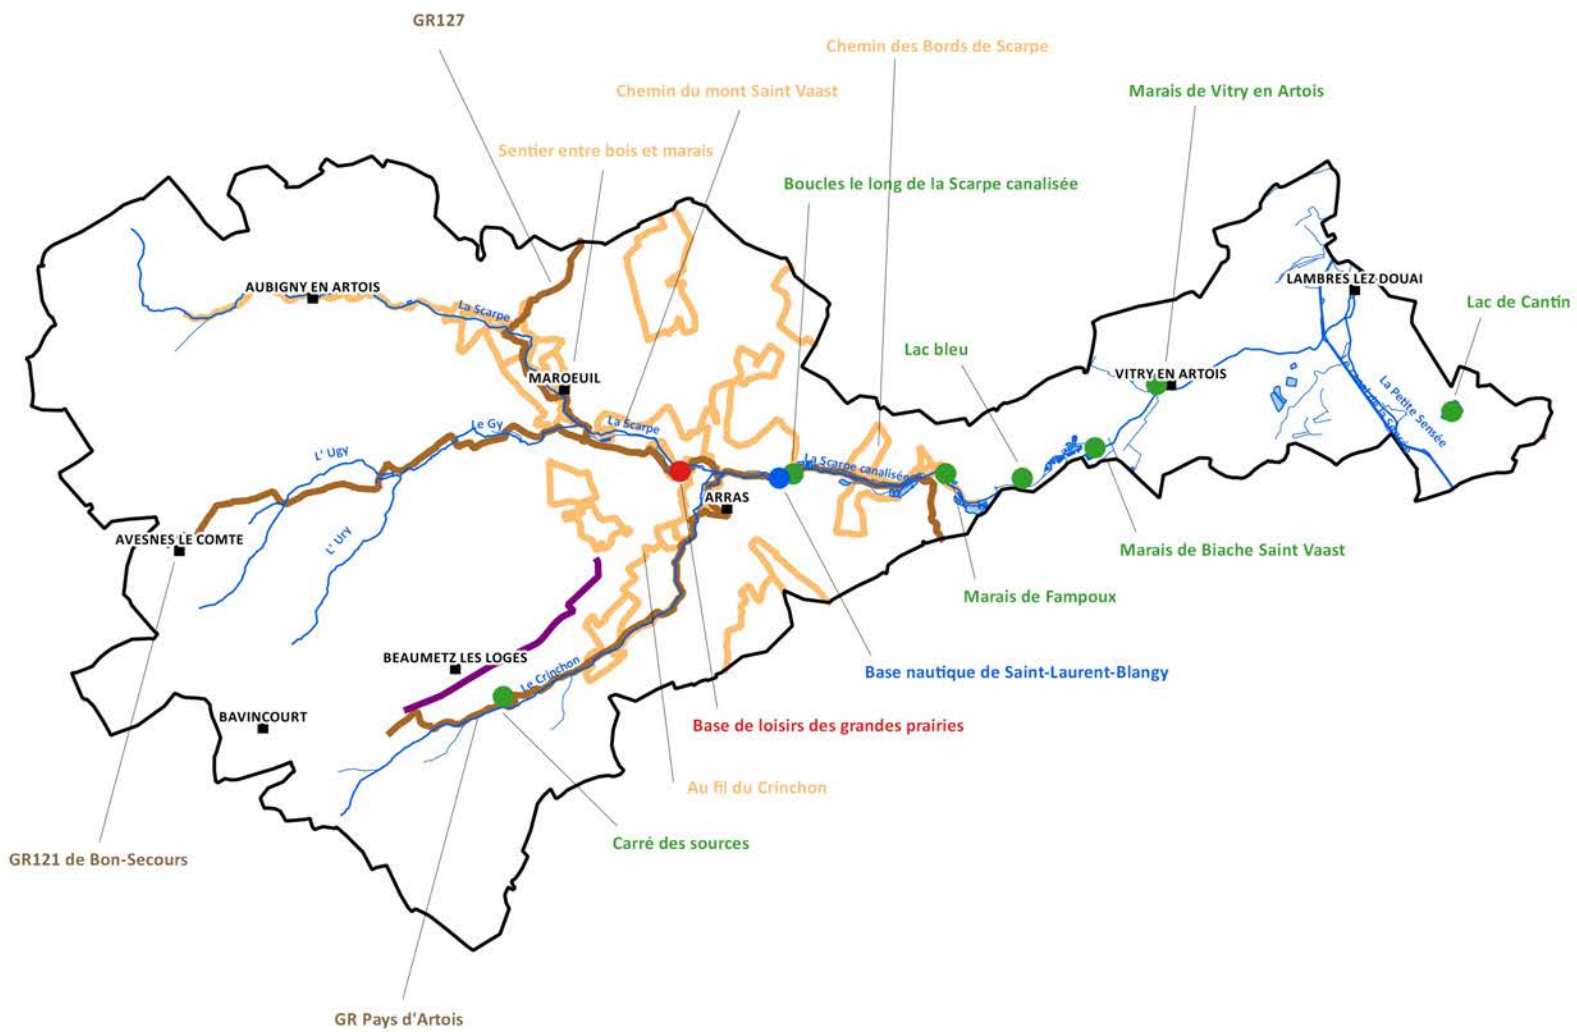 GR127
Chemin des Bords de Scarpe
Chemin du mont Saint Vaast
Marais de Vitry en Artois
Sentier entre bois et marais
Boucles le long de la Scarpe canalisée
AUBIGNY EN ARTOIS
LAMBRES LEZ DOUAI
La Scarpe
Lac de Cantin
Lac bleu
MAROEUIL
VITRY EN ARTOIS
La Petite Sensée
Le Gy
La Scarpe
L' Ugy
La Scarpe canalisée
ARRAS
AVESNES LE COMTE
L' Ury
Marais de Biache Saint Vaast
Marais de Fampoux
BEAUMETZ LES LOGES
Le Crinchon
Base nautique de Saint-Laurent-Blangy
BAVINCOURT
Base de loisirs des grandes prairies
Au fil du Crinchon
Carré des sources
GR121 de Bon-Secours
GR Pays d'Artois